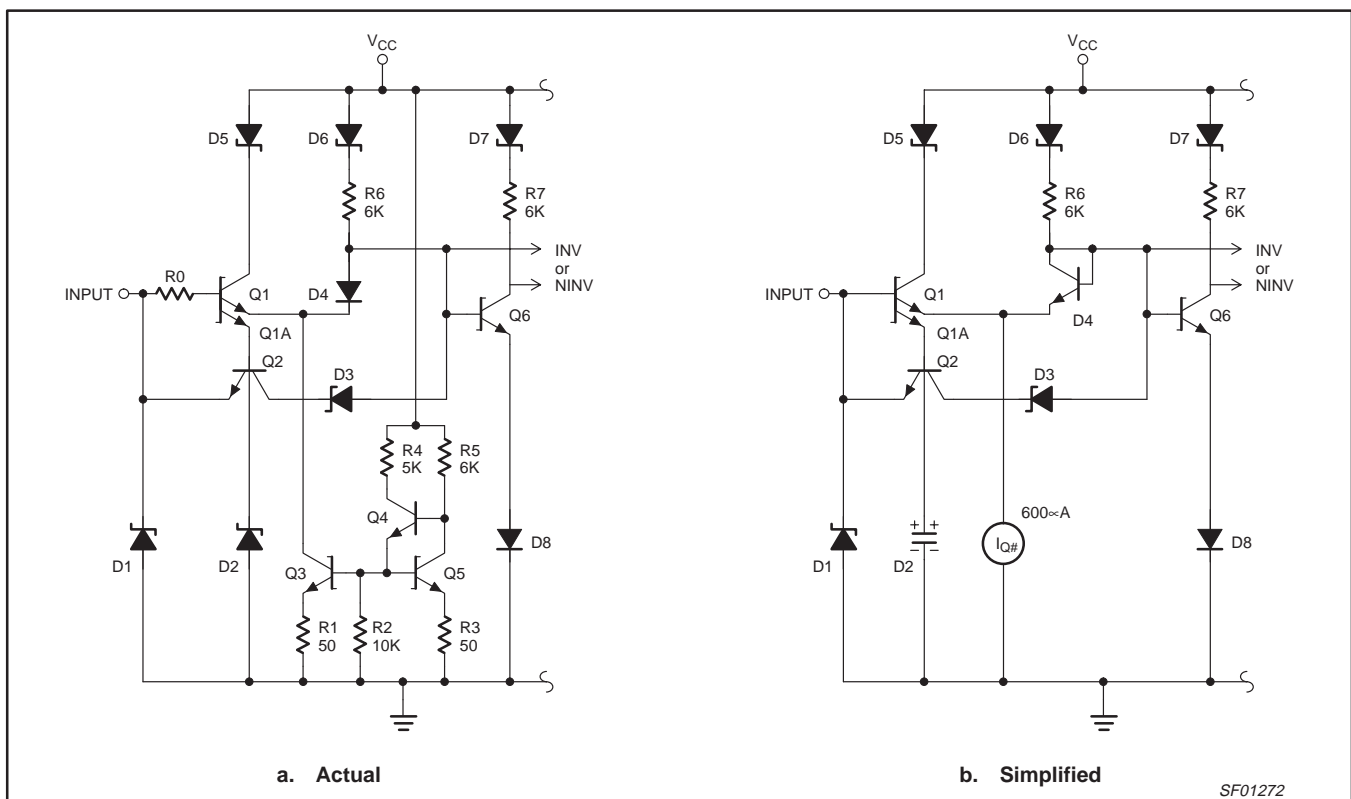 VCC
D5
D6
D7
R6
6K
R7
6K
INV
or
NINV
R0
INPUT
Q1
D4
Q1A
Q6
Q2
D3
R4
5K
R5
6K
Q4
D1
D2
Q3
Q5
D8
R1
50
R2
10K
R3
50
a. Actual
VCC
D5
D6
D7
R6
6K
R7
6K
INV
or
NINV
INPUT
Q1
D4
Q1A
Q6
Q2
D3
600∝A
IQ#
D1
D2
D8
b. Simplified
SF01272